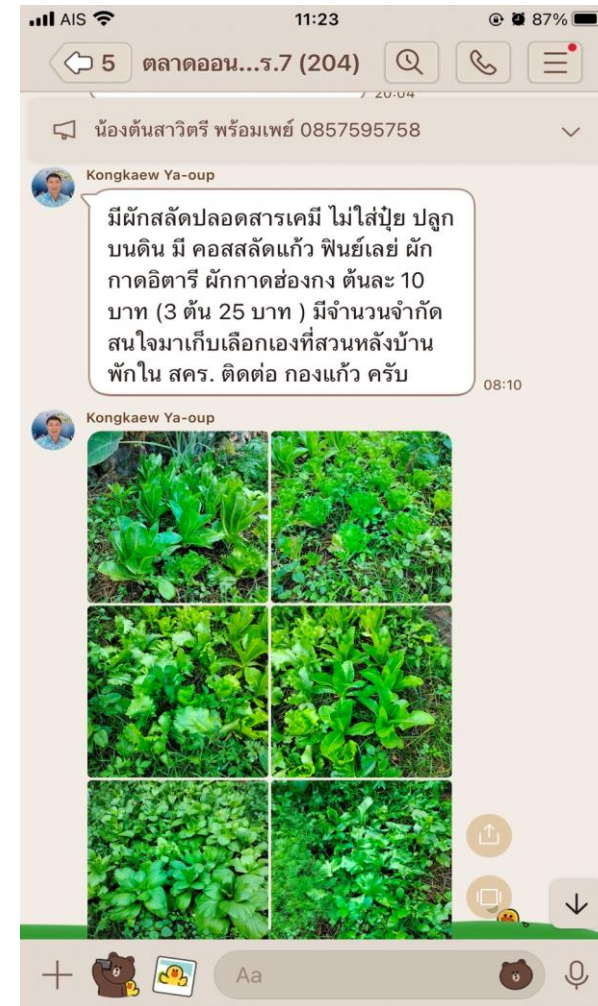 AIS 11:23 87%
5 ตลาดออน...ร.7 (204)
20:04
น้องต้นสาวิตรี พร้อมเพย์ 0857595758
Kongkaew Ya-oup
มีผักสลัดปลอดสารเคมี ไม่ใส่ปุ๋ย ปลูก
บนดิน มี คอสสลัดแก้ว ฟินย์เลย่ ผัก
กาดอิตารี ผักกาดฮ่องกง ต้นละ 10
บาท (3 ต้น 25 บาท ) มีจำนวนจำกัด
สนใจมาเก็บเลือกเองที่สวนหลังบ้าน
พักใน สคร. ติดต่อ กองแก้ว ครับ
08:10
Kongkaew Ya-oup
Aa